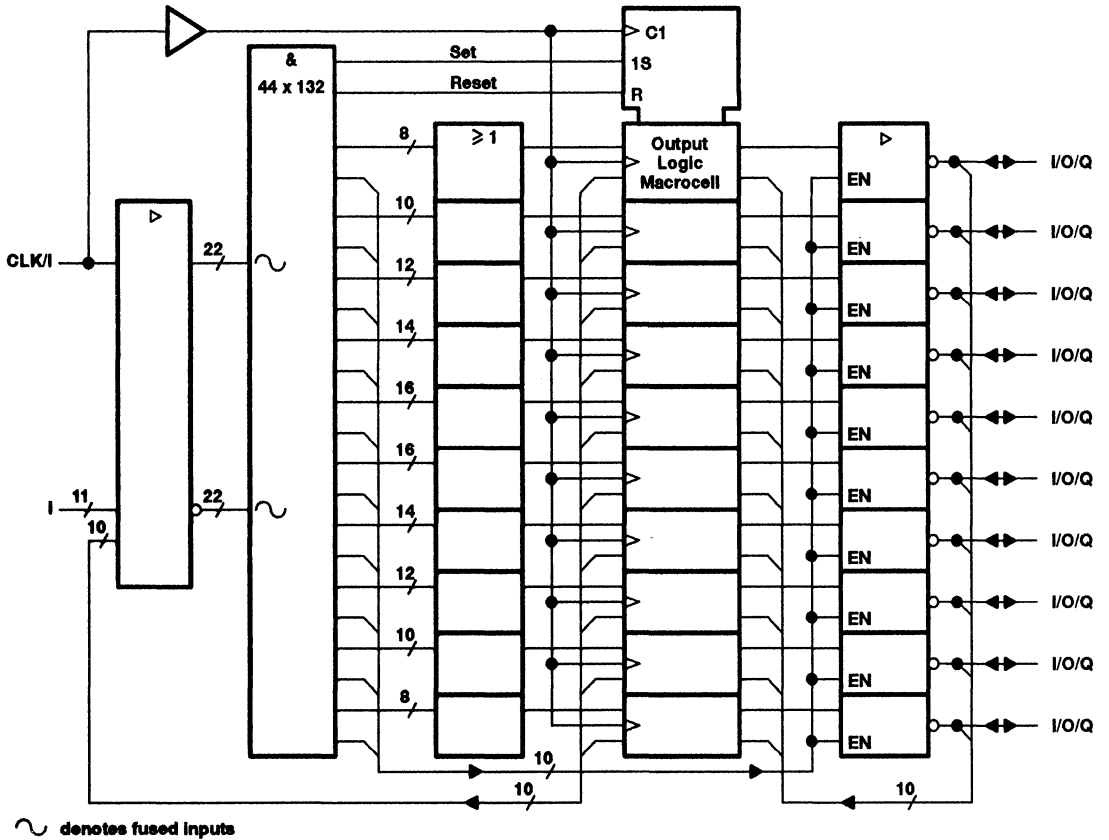 C1
& Set 1S
44 x 132 Reset R
8 ≥ 1 Output Logic Macrocell ▷ I/O/Q
EN
10 I/O/Q
CLK/I ▷ 22 EN
12 I/O/Q
EN
14 I/O/Q
EN
16 I/O/Q
EN
16 I/O/Q
EN
I 11 22 14 I/O/Q
10 EN
12 I/O/Q
EN
10 I/O/Q
EN
8 I/O/Q
EN
10
10 10
denotes fused inputs